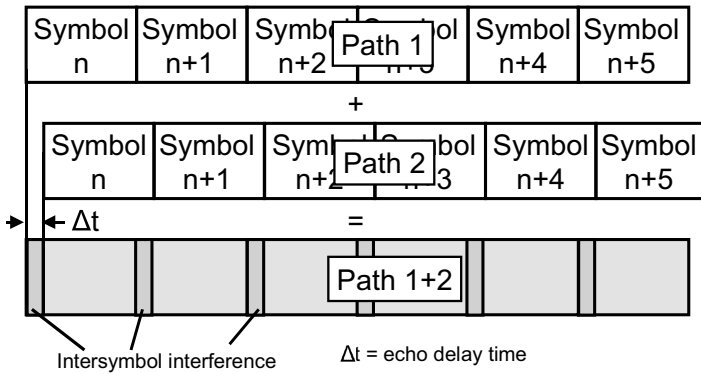 Symbol Symbol Symbol Symbol Symbol
n n+1 n+2 n+4 n+5
Path 1
+
Symbol Symbol Symbol Symbol
n n+1 n+3 n+4 n+5
Path 2
Δt
=
Path 1+2
Intersymbol interference
Δt = echo delay time